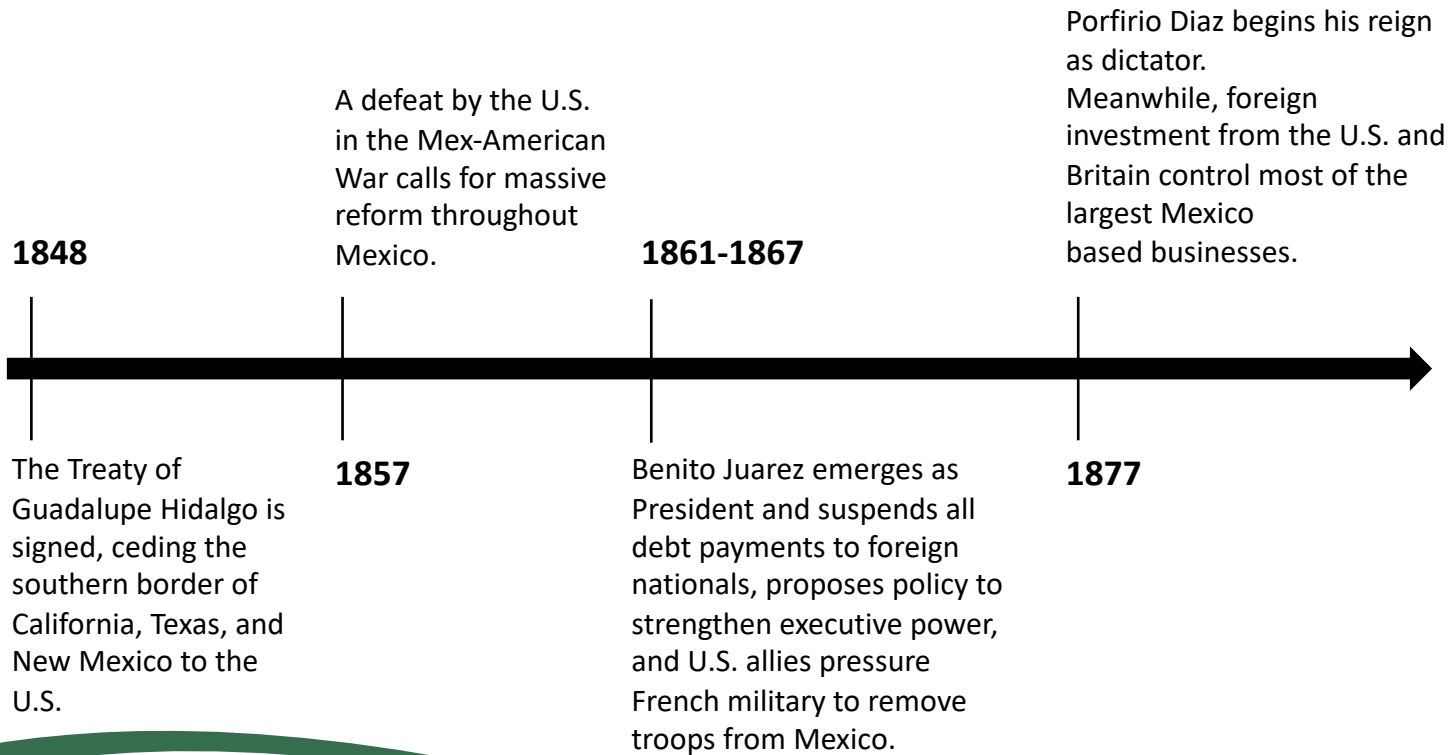 1848
The Treaty of
Guadalupe Hidalgo is
signed, ceding the
southern border of
California, Texas, and
New Mexico to the
U.S.
A defeat by the U.S.
in the Mex-American
War calls for massive
reform throughout
Mexico.
1857
1861-1867
Benito Juarez emerges as
President and suspends all
debt payments to foreign
nationals, proposes policy to
strengthen executive power,
and U.S. allies pressure
French military to remove
troops from Mexico.
Porfirio Diaz begins his reign
as dictator.
Meanwhile, foreign
investment from the U.S. and
Britain control most of the
largest Mexico
based businesses.
1877